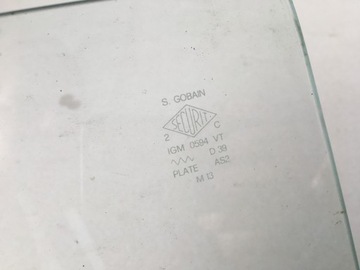 S. GOBAIN
SECURIT
2 C
IGM 0594 VT
D.39
PLATE AS2
M 13